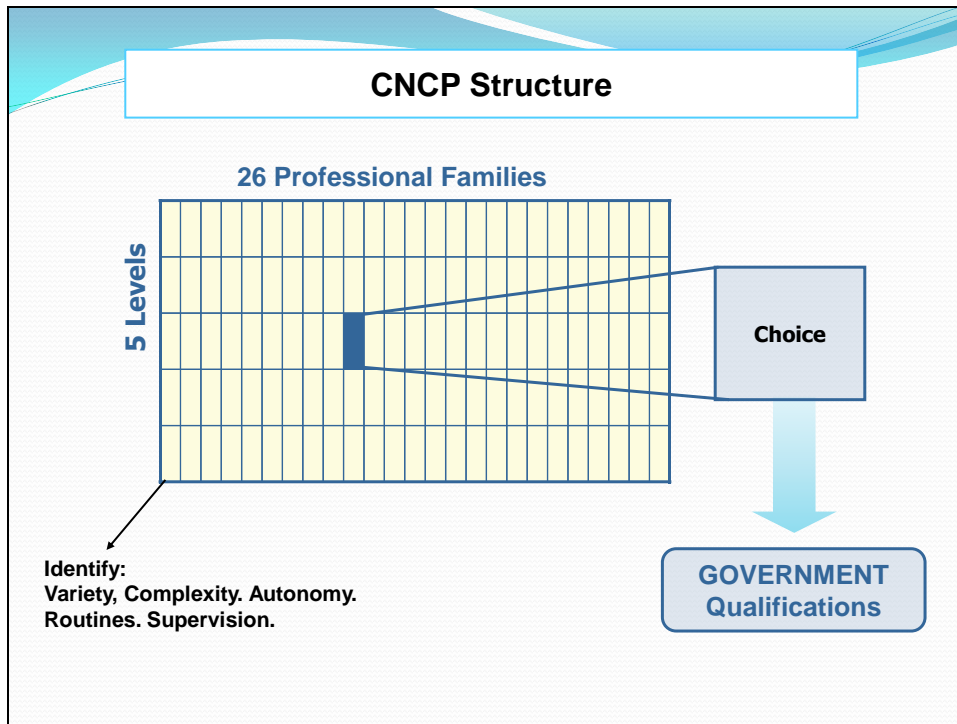 CNCP Structure
26 Professional Families
5 Levels
Choice
Identify:
Variety, Complexity. Autonomy.
Routines. Supervision.
GOVERNMENT
Qualifications